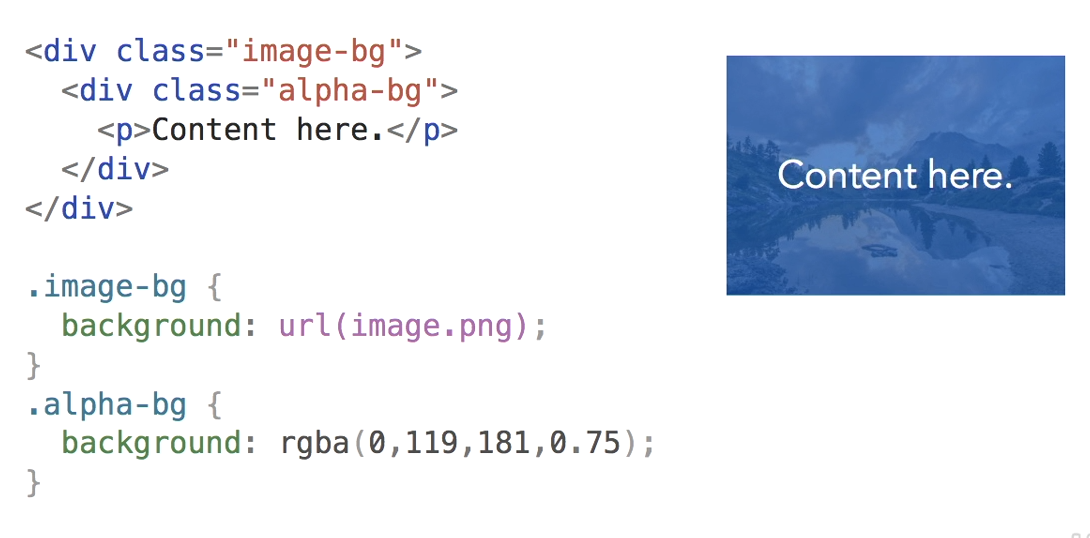 <div class="image-bg">
<div class="alpha-bg">
<p>Content here.</p>
</div>
</div>
.image-bg {
background: url(image.png);
}
.alpha-bg {
background: rgba(0,119,181,0.75);
}
Content here.